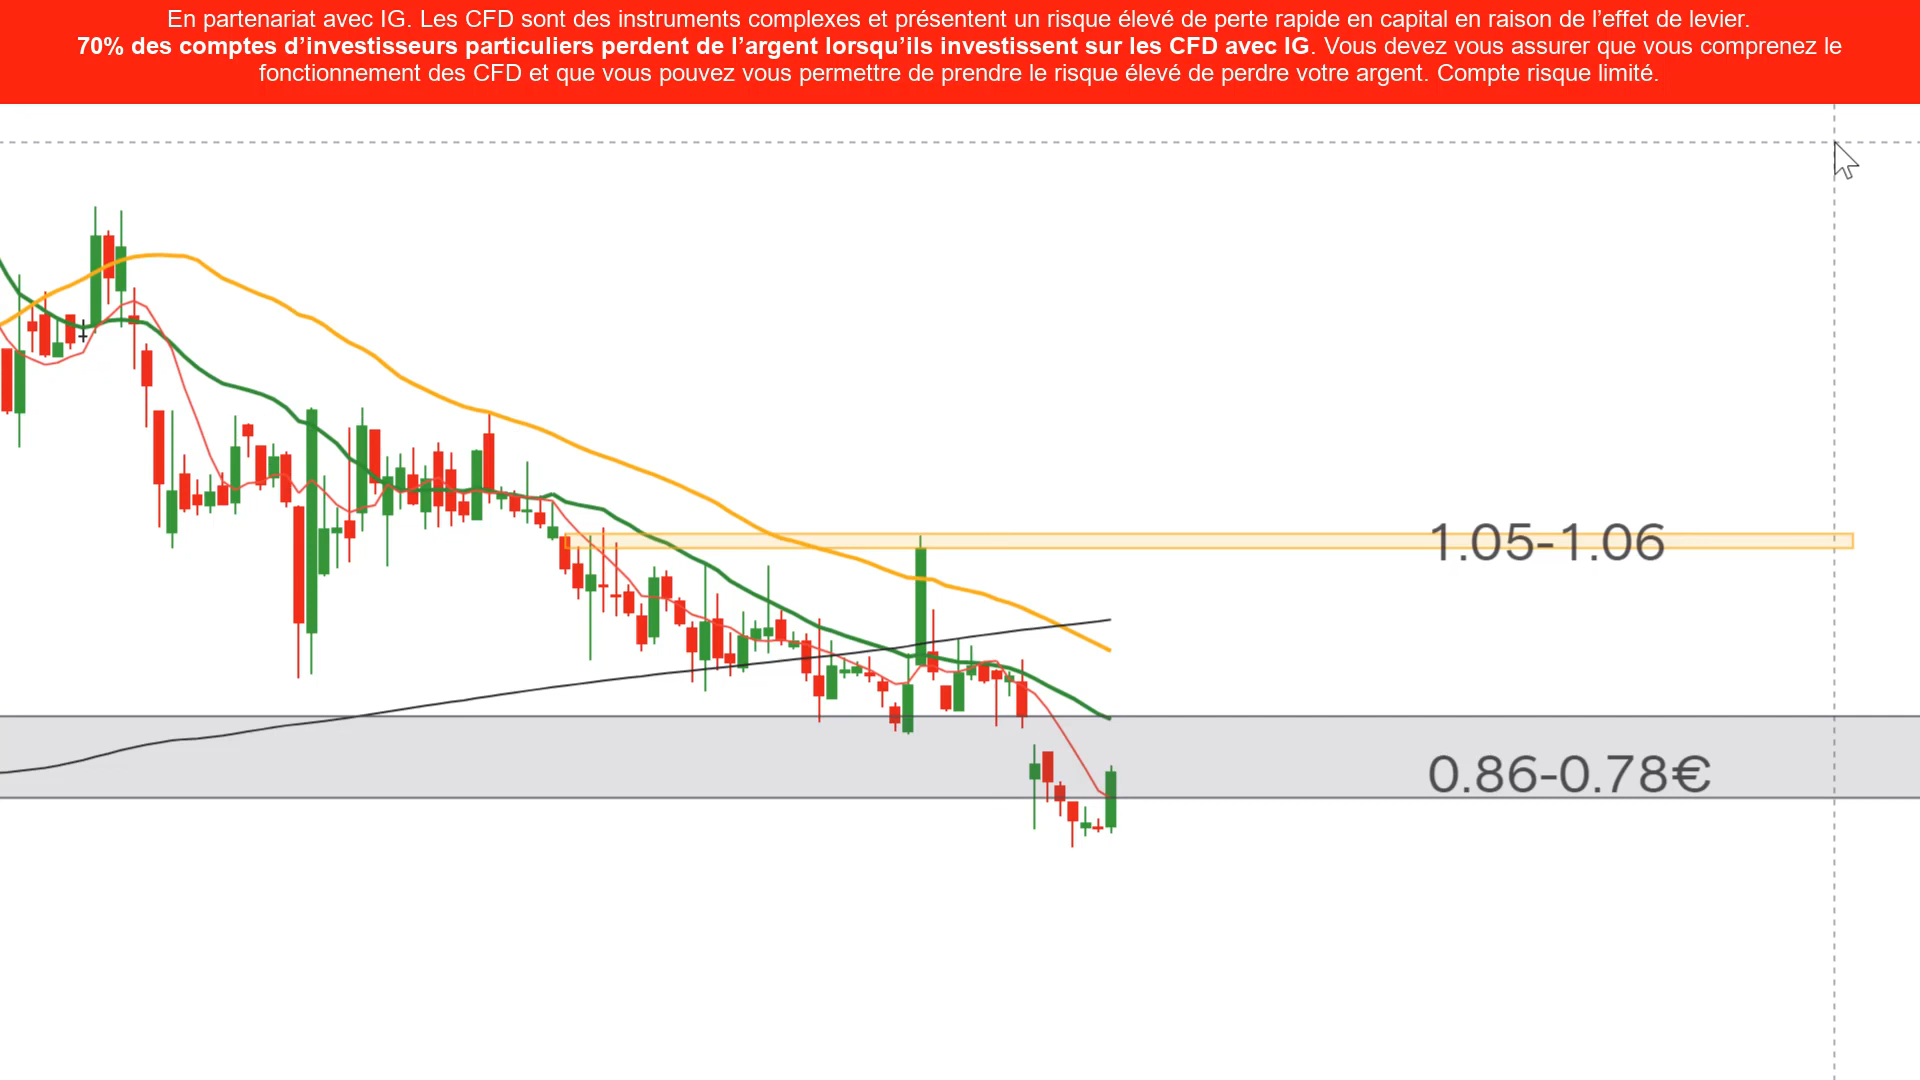 En partenariat avec IG. Les CFD sont des instruments complexes et présentent un risque élevé de perte rapide en capital en raison de l’effet de levier.
70% des comptes d’investisseurs particuliers perdent de l’argent lorsqu’ils investissent sur les CFD avec IG. Vous devez vous assurer que vous comprenez le
fonctionnement des CFD et que vous pouvez vous permettre de prendre le risque élevé de perdre votre argent. Compte risque limité.
1.05-1.06
0.86-0.78€